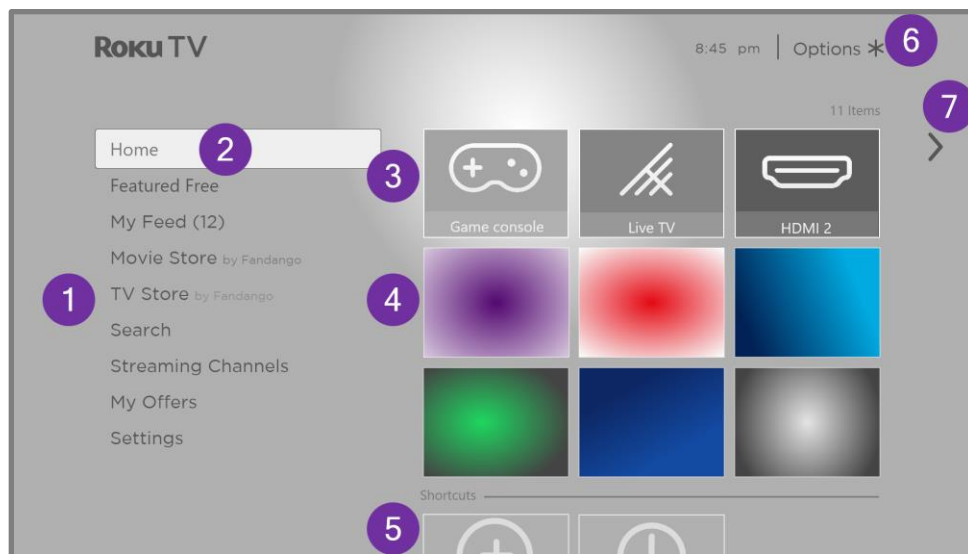 Roku TV
8:45 pm | Options *
6
11 Items
7
Home
2
Featured Free
My Feed (12)
Movie Store by Fandango
1
TV Store by Fandango
Search
Streaming Channels
My Offers
Settings
3
Game console
Live TV
HDMI 2
4
Shortcuts
5